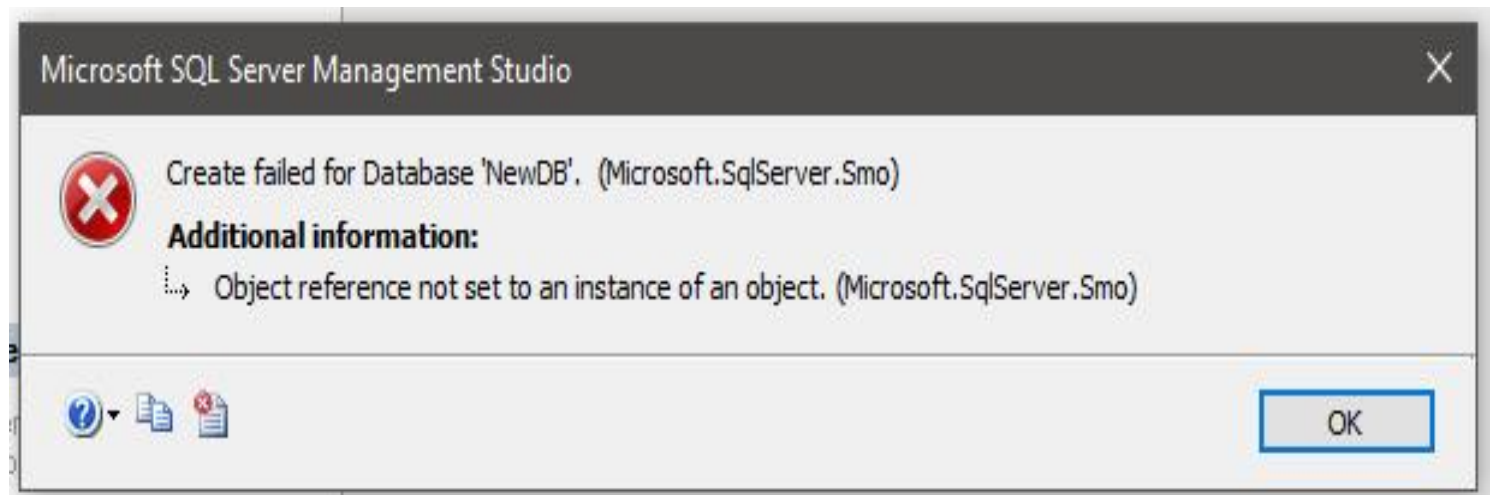 Microsoft SQL Server Management Studio
Create failed for Database 'NewDB'. (Microsoft.SqlServer.Smo)
Additional information:
Object reference not set to an instance of an object. (Microsoft.SqlServer.Smo)
OK